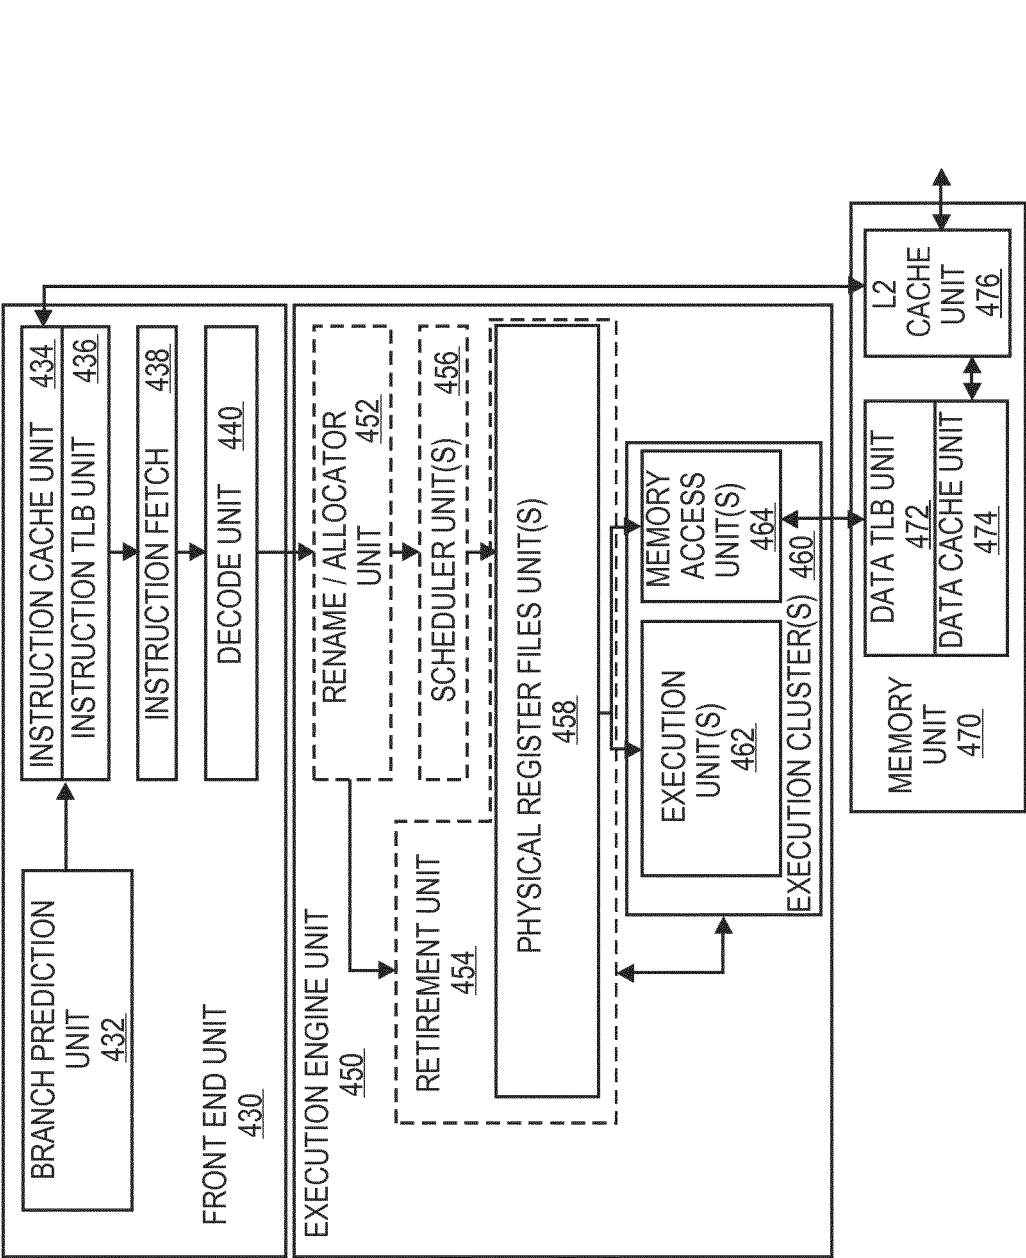 BRANCH PREDICTION
UNIT
432
INSTRUCTION CACHE UNIT 434
INSTRUCTION TLB UNIT 436
INSTRUCTION FETCH 438
DECODE UNIT 440
FRONT END UNIT
430
EXECUTION ENGINE UNIT
450
RENAME / ALLOCATOR
UNIT 452
SCHEDULER UNIT(S) 456
RETIREMENT UNIT
454
PHYSICAL REGISTER FILES UNIT(S)
458
EXECUTION
UNIT(S)
462
MEMORY
ACCESS
UNIT(S)
464
EXECUTION CLUSTER(S) 460
MEMORY
UNIT
470
DATA TLB UNIT
472
DATA CACHE UNIT
474
L2
CACHE
UNIT
476